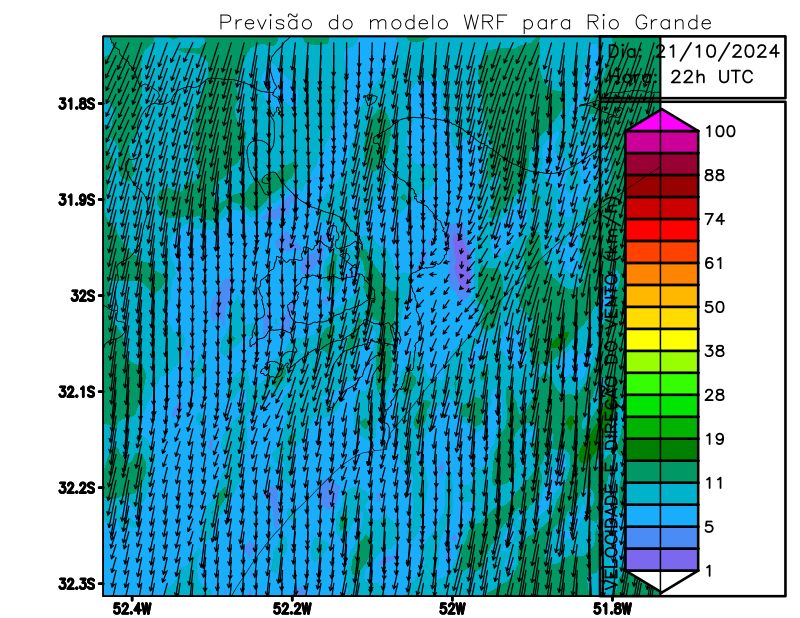 Previsão do modelo WRF para Rio Grande
Dia: 21/10/2024
Hora: 22h UTC
31.8S
31.9S
32S
32.1S
32.2S
32.3S
52.4W
52.2W
52W
51.8W
VELOCIDADE E DIREÇÃO DO VENTO (km/h)
100
88
74
61
50
38
28
19
11
5
1